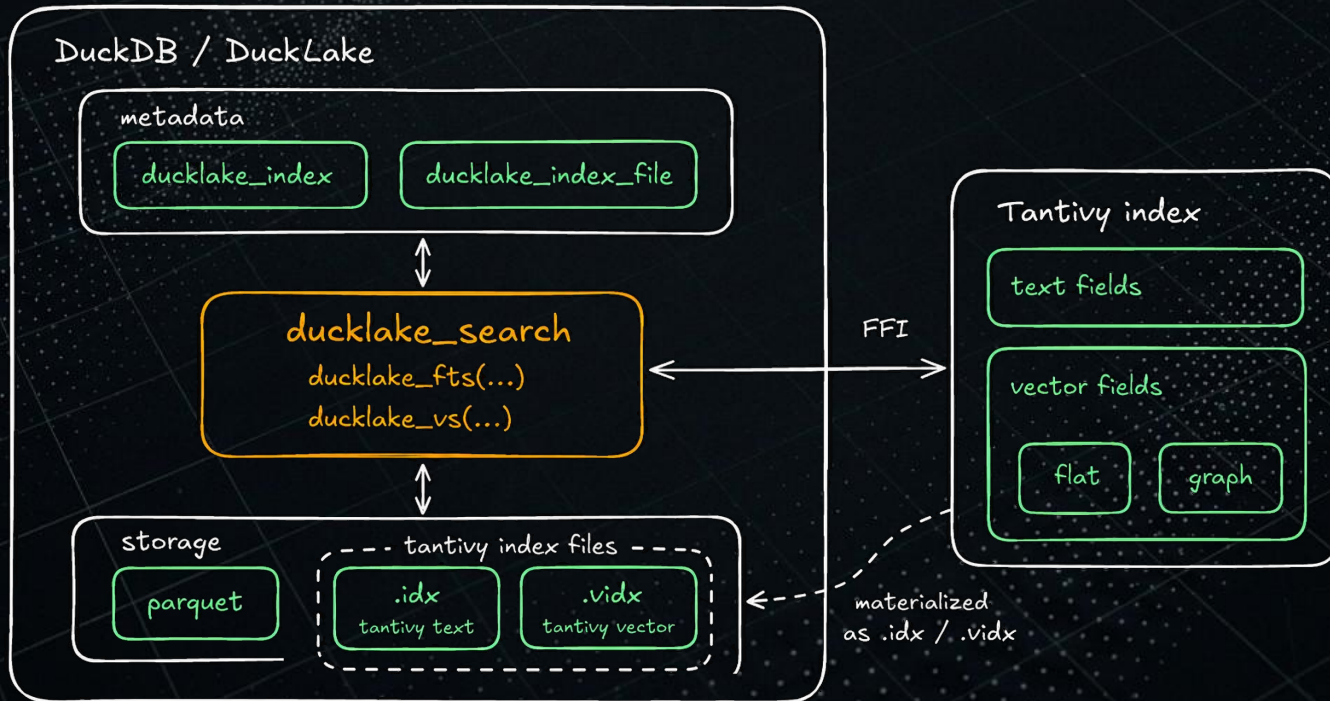 DuckDB / DuckLake
metadata
ducklake_index
ducklake_index_file
ducklake_search
ducklake_fts(...)
ducklake_vs(...)
storage
parquet
tantivy index files
.idx
tantivy text
.vidx
tantivy vector
FFI
Tantivy index
text fields
vector fields
flat
graph
materialized
as .idx / .vidx